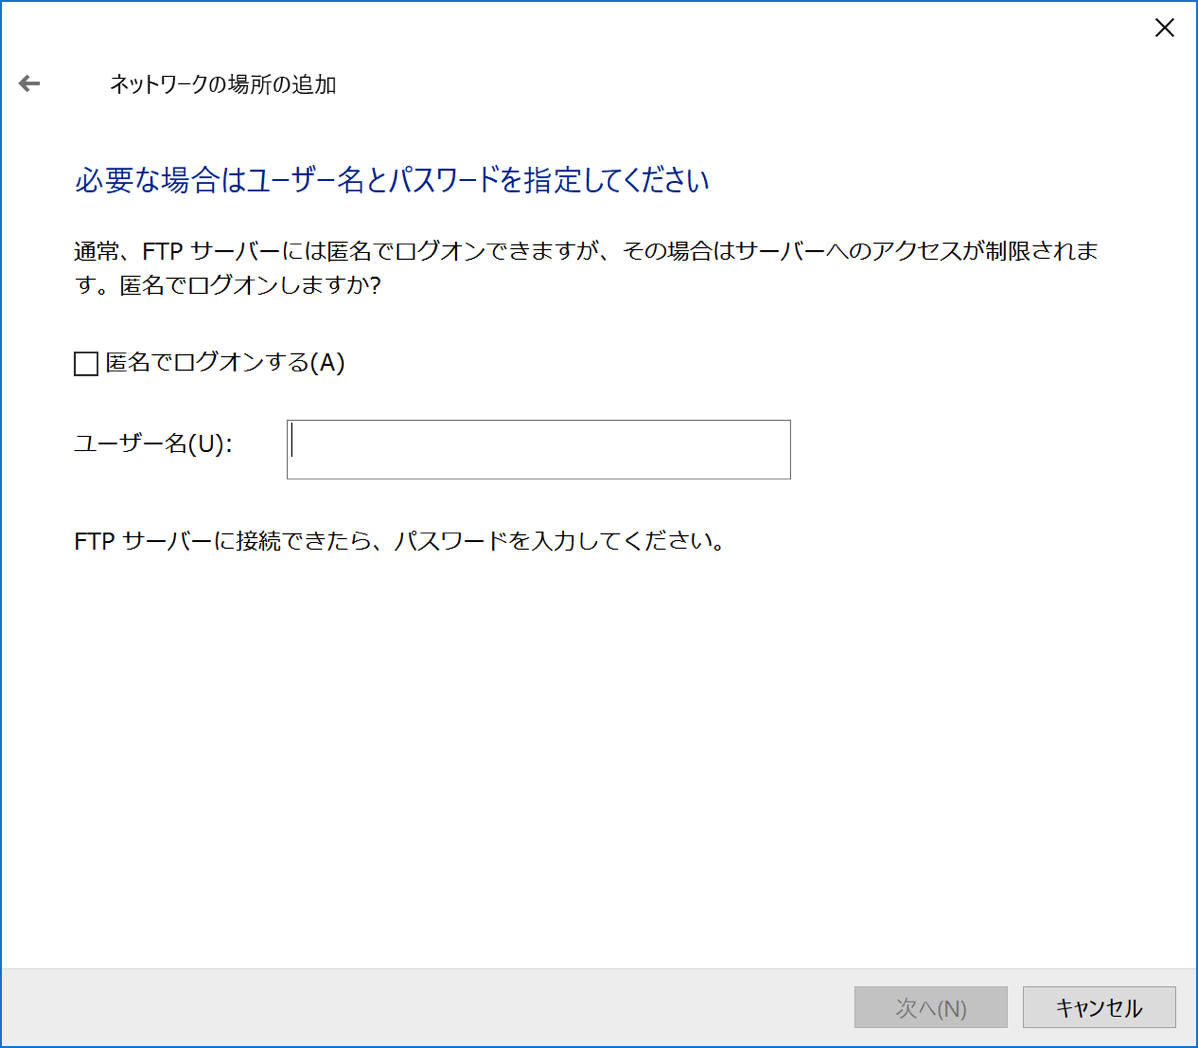 ネットワークの場所の追加
必要な場合はユーザー名とパスワードを指定してください
通常、FTP サーバーには匿名でログオンできますが、その場合はサーバーへのアクセスが制限されま
す。匿名でログオンしますか?
匿名でログオンする(A)
ユーザー名(U):
FTP サーバーに接続できたら、パスワードを入力してください。
次へ(N)
キャンセル